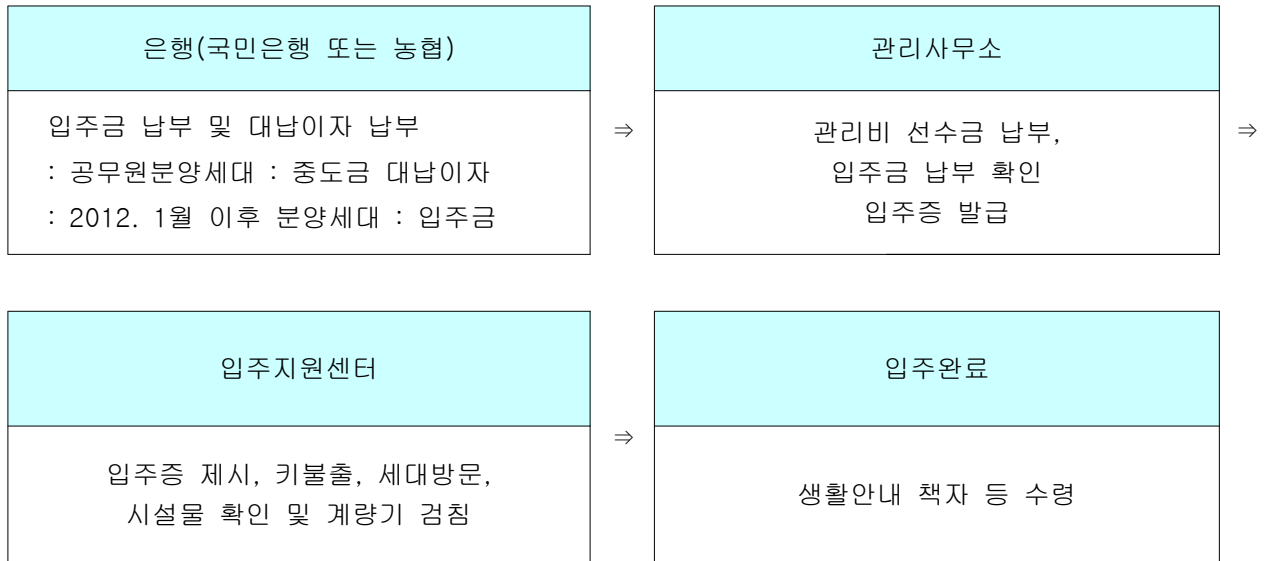 은행(국민은행 또는 농협)
입주금 납부 및 대납이자 납부
: 공무원분양세대 : 중도금 대납이자
: 2012. 1월 이후 분양세대 : 입주금
⇒
관리사무소
관리비 선수금 납부,
입주금 납부 확인
입주증 발급
⇒
입주지원센터
입주증 제시, 키불출, 세대방문,
시설물 확인 및 계량기 검침
⇒
입주완료
생활안내 책자 등 수령